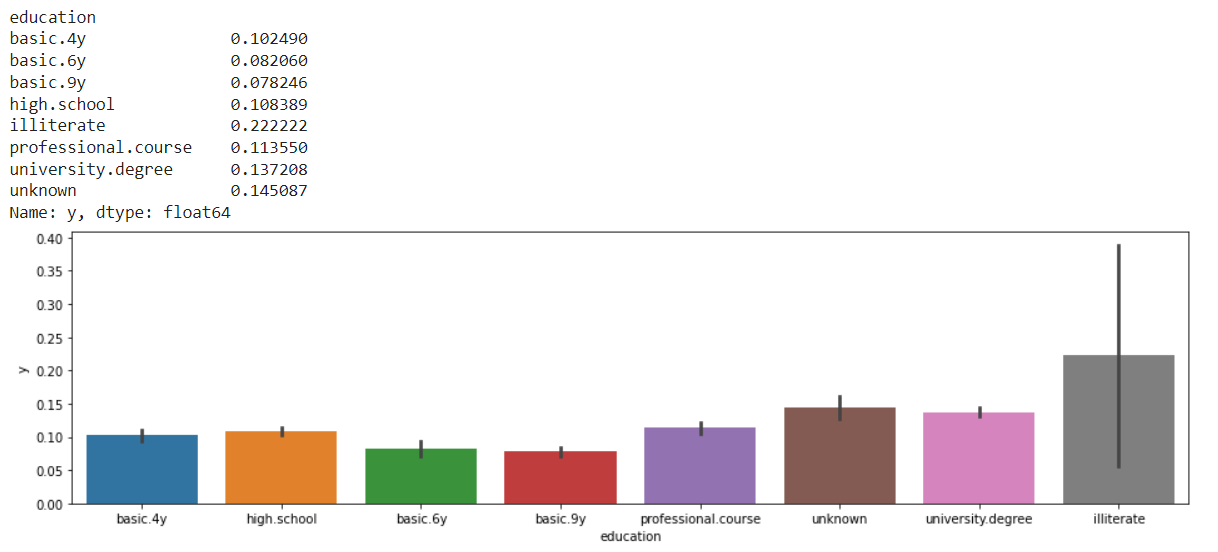 education
basic.4y 0.102490
basic.6y 0.082060
basic.9y 0.078246
high.school 0.108389
illiterate 0.222222
professional.course 0.113550
university.degree 0.137208
unknown 0.145087
Name: y, dtype: float64
0.40
0.35
0.30
0.25
0.20
0.15
0.10
0.05
0.00
y
basic.4y high.school basic.6y basic.9y professional.course unknown university.degree illiterate
education